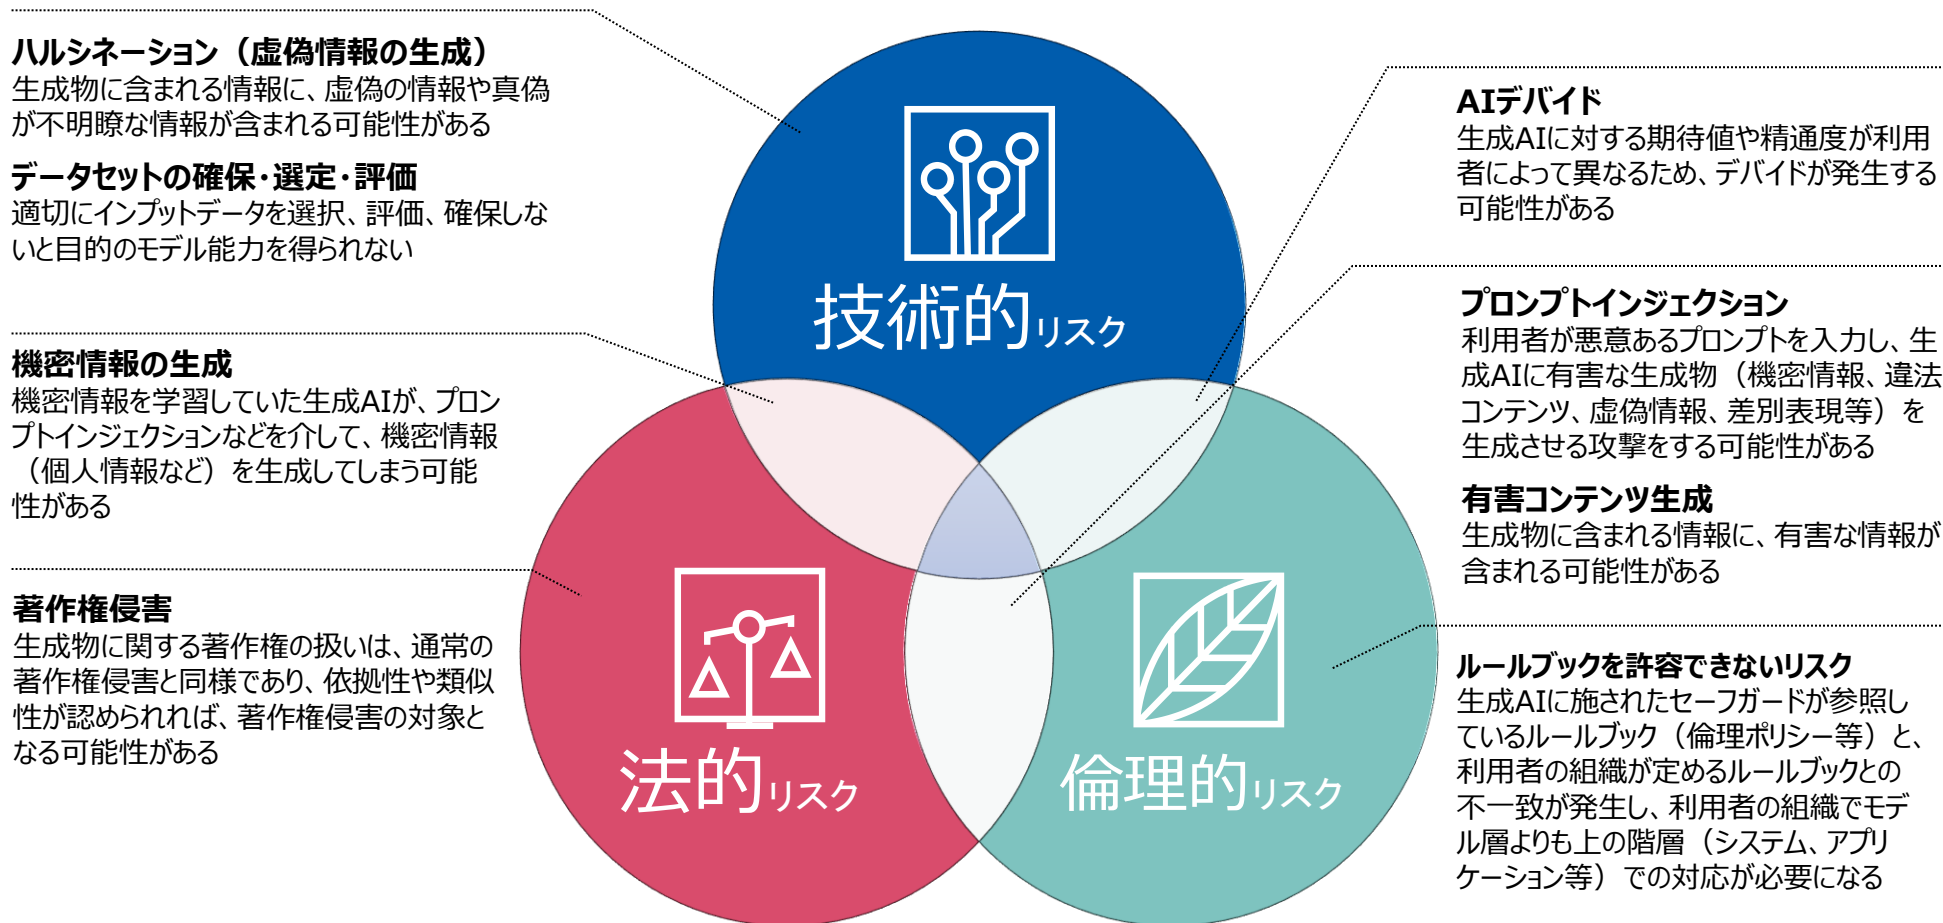 ハルシネーション（虚偽情報の生成）
生成物に含まれる情報に、虚偽の情報や真偽
が不明瞭な情報が含まれる可能性がある
データセットの確保・選定・評価
適切にインプットデータを選択、評価、確保しな
いと目的のモデル能力を得られない
機密情報の生成
機密情報を学習していた生成AIが、プロン
プトインジェクションなどを介して、機密情報
（個人情報など）を生成してしまう可能
性がある
著作権侵害
生成物に関する著作権の扱いは、通常の
著作権侵害と同様であり、依拠性や類似
性が認められれば、著作権侵害の対象と
なる可能性がある
技術的リスク
法的リスク
倫理的リスク
AIデバイド
生成AIに対する期待値や精通度が利用
者によって異なるため、デバイドが発生する
可能性がある
プロンプトインジェクション
利用者が悪意あるプロンプトを入力し、生
成AIに有害な生成物（機密情報、違法
コンテンツ、虚偽情報、差別表現等）を
生成させる攻撃をする可能性がある
有害コンテンツ生成
生成物に含まれる情報に、有害な情報が
含まれる可能性がある
ルールブックを許容できないリスク
生成AIに施されたセーフガードが参照し
ているルールブック（倫理ポリシー等）と、
利用者の組織が定めるルールブックとの
不一致が発生し、利用者の組織でモデ
ル層よりも上の階層（システム、アプリ
ケーション等）での対応が必要になる